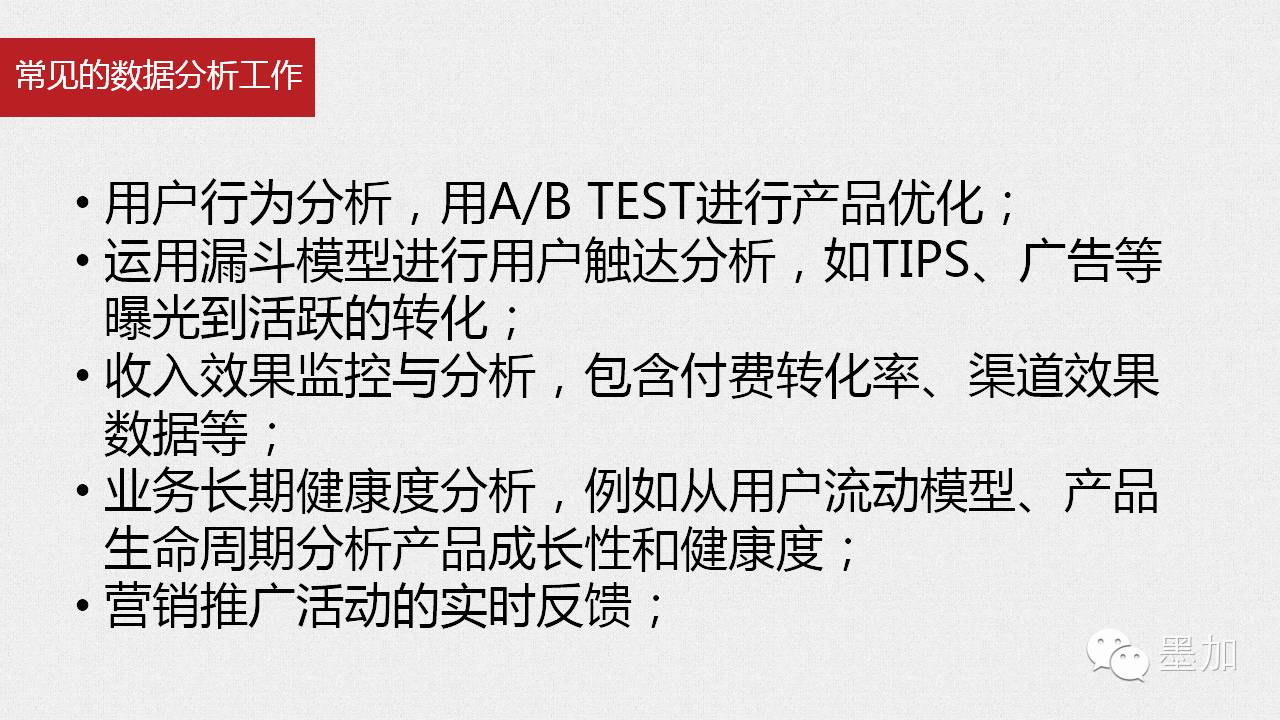 常见的数据分析工作
• 用户行为分析，用A/B TEST进行产品优化；
• 运用漏斗模型进行用户触达分析，如TIPS、广告等
曝光到活跃的转化；
• 收入效果监控与分析，包含付费转化率、渠道效果
数据等；
• 业务长期健康度分析，例如从用户流动模型、产品
生命周期分析产品成长性和健康度；
• 营销推广活动的实时反馈；
墨加